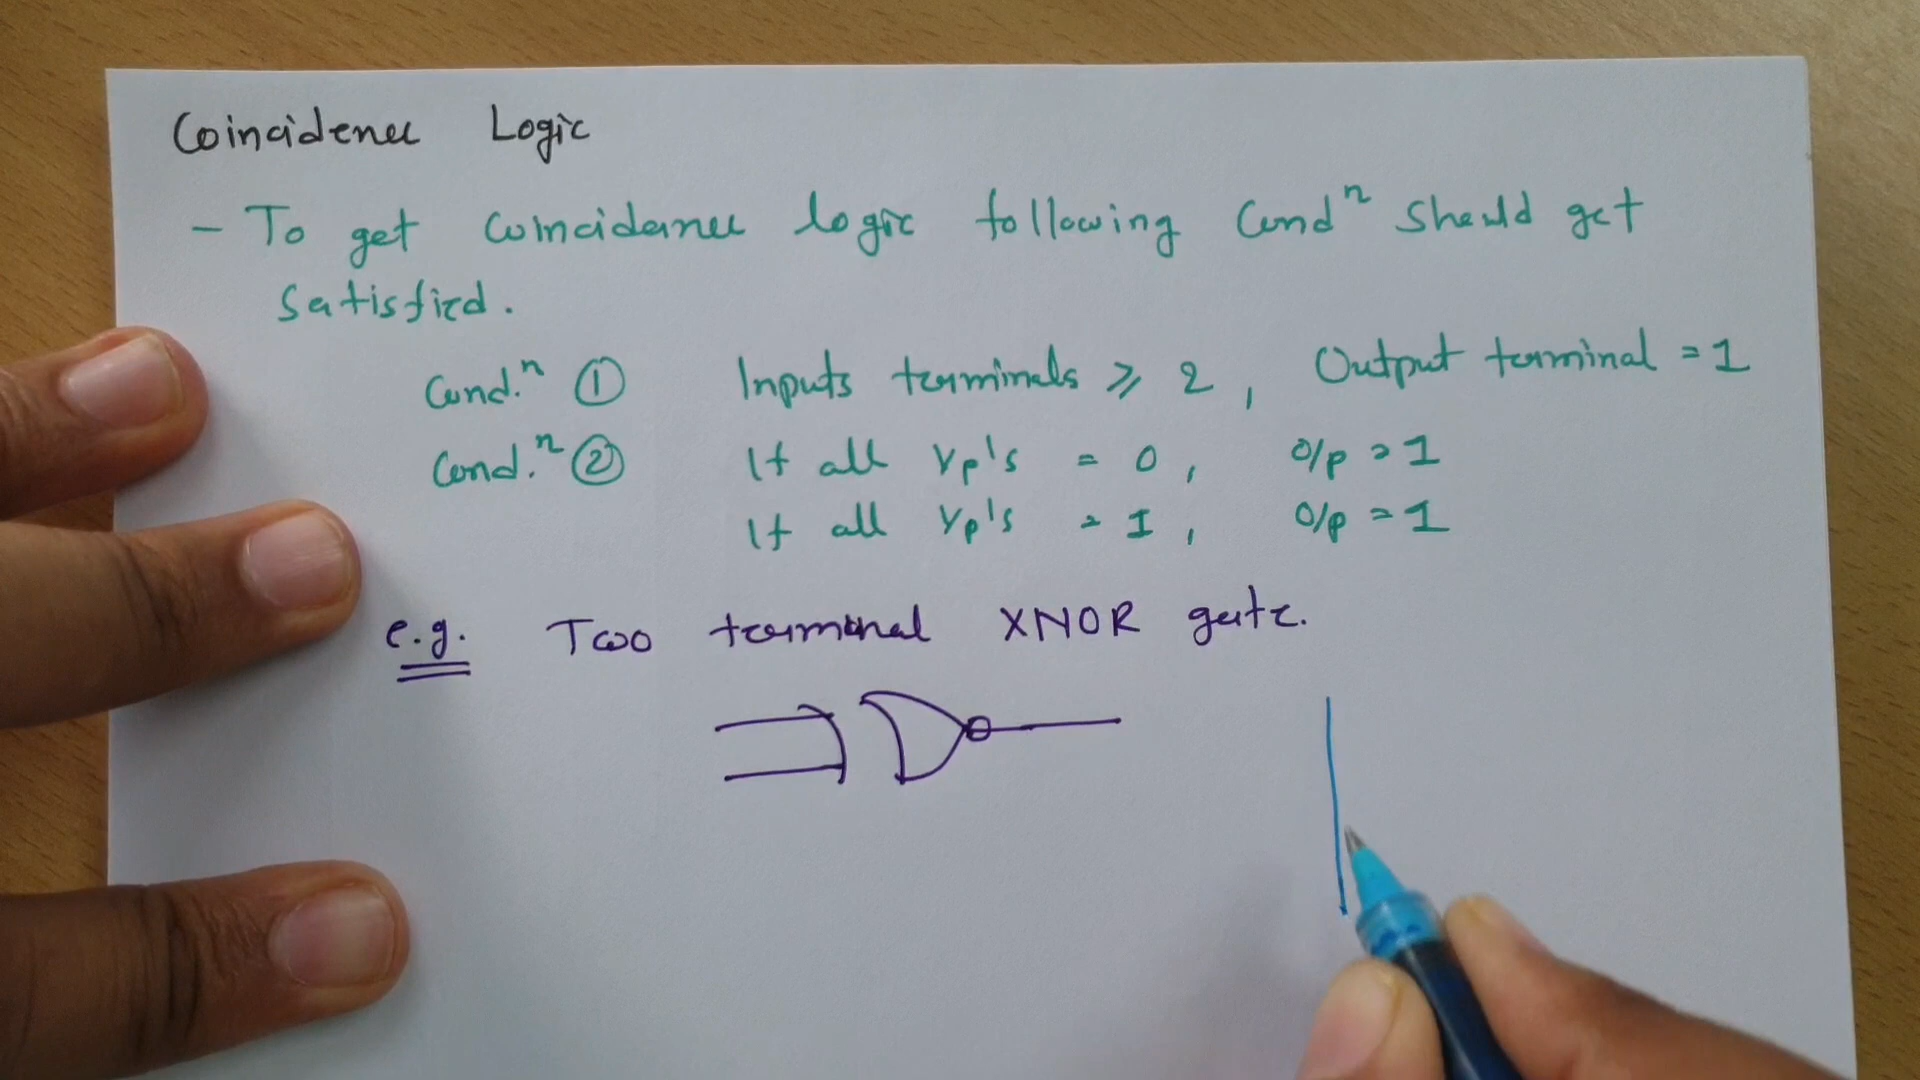 Coincidence Logic
- To get coincidence logic following Condⁿ should get
satisfied.
Cond.ⁿ ① Inputs terminals ⩾ 2, Output terminal = 1
Cond.ⁿ ② If all I/p's = 0, O/p = 1
If all I/p's = 1, O/p = 1
e.g. Two terminal XNOR gate.